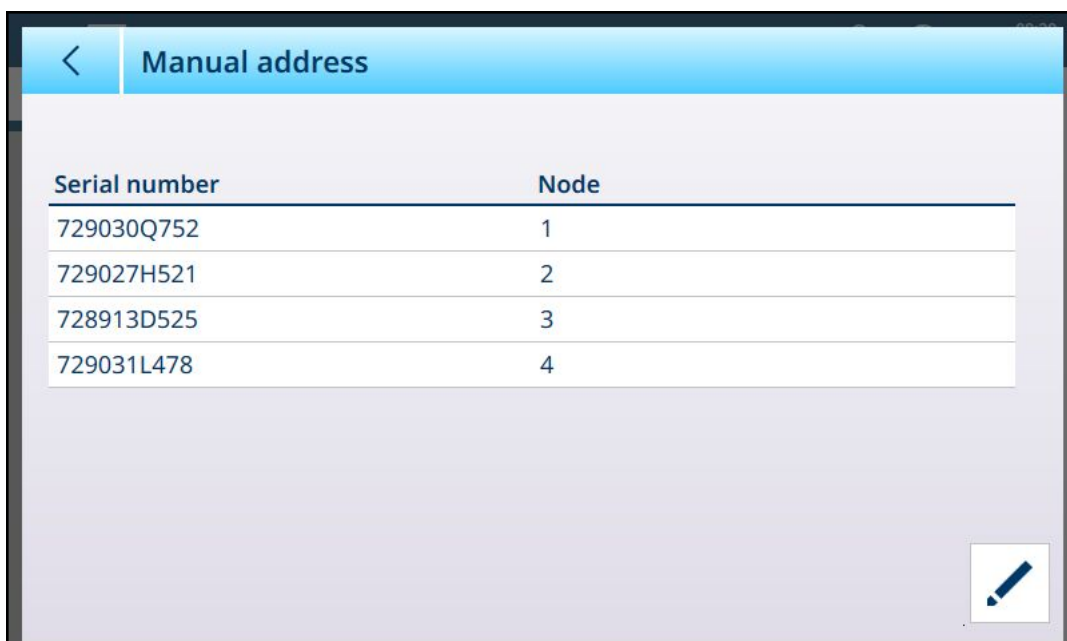 Manual address
Serial number Node
729030Q752 1
729027H521 2
728913D525 3
729031L478 4